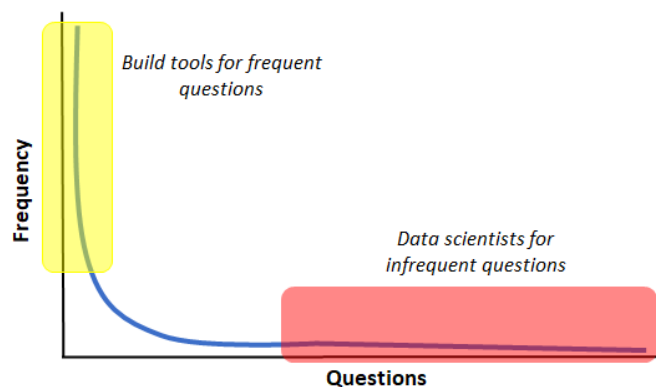 Build tools for frequent
questions
Frequency
Data scientists for
infrequent questions
Questions